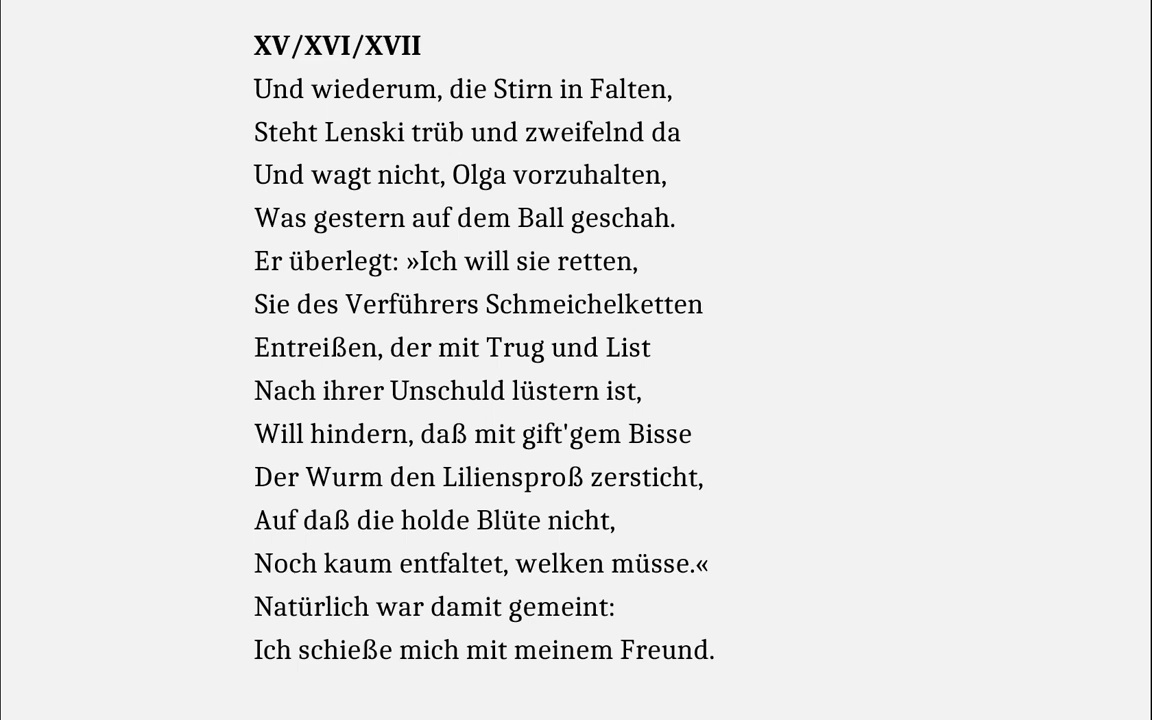 XV/XVI/XVII
Und wiederum, die Stirn in Falten,
Steht Lenski trüb und zweifelnd da
Und wagt nicht, Olga vorzuhalten,
Was gestern auf dem Ball geschah.
Er überlegt: »Ich will sie retten,
Sie des Verführers Schmeichelketten
Entreißen, der mit Trug und List
Nach ihrer Unschuld lüstern ist,
Will hindern, daß mit gift'gem Bisse
Der Wurm den Liliensproß zersticht,
Auf daß die holde Blüte nicht,
Noch kaum entfaltet, welken müsse.«
Natürlich war damit gemeint:
Ich schieße mich mit meinem Freund.